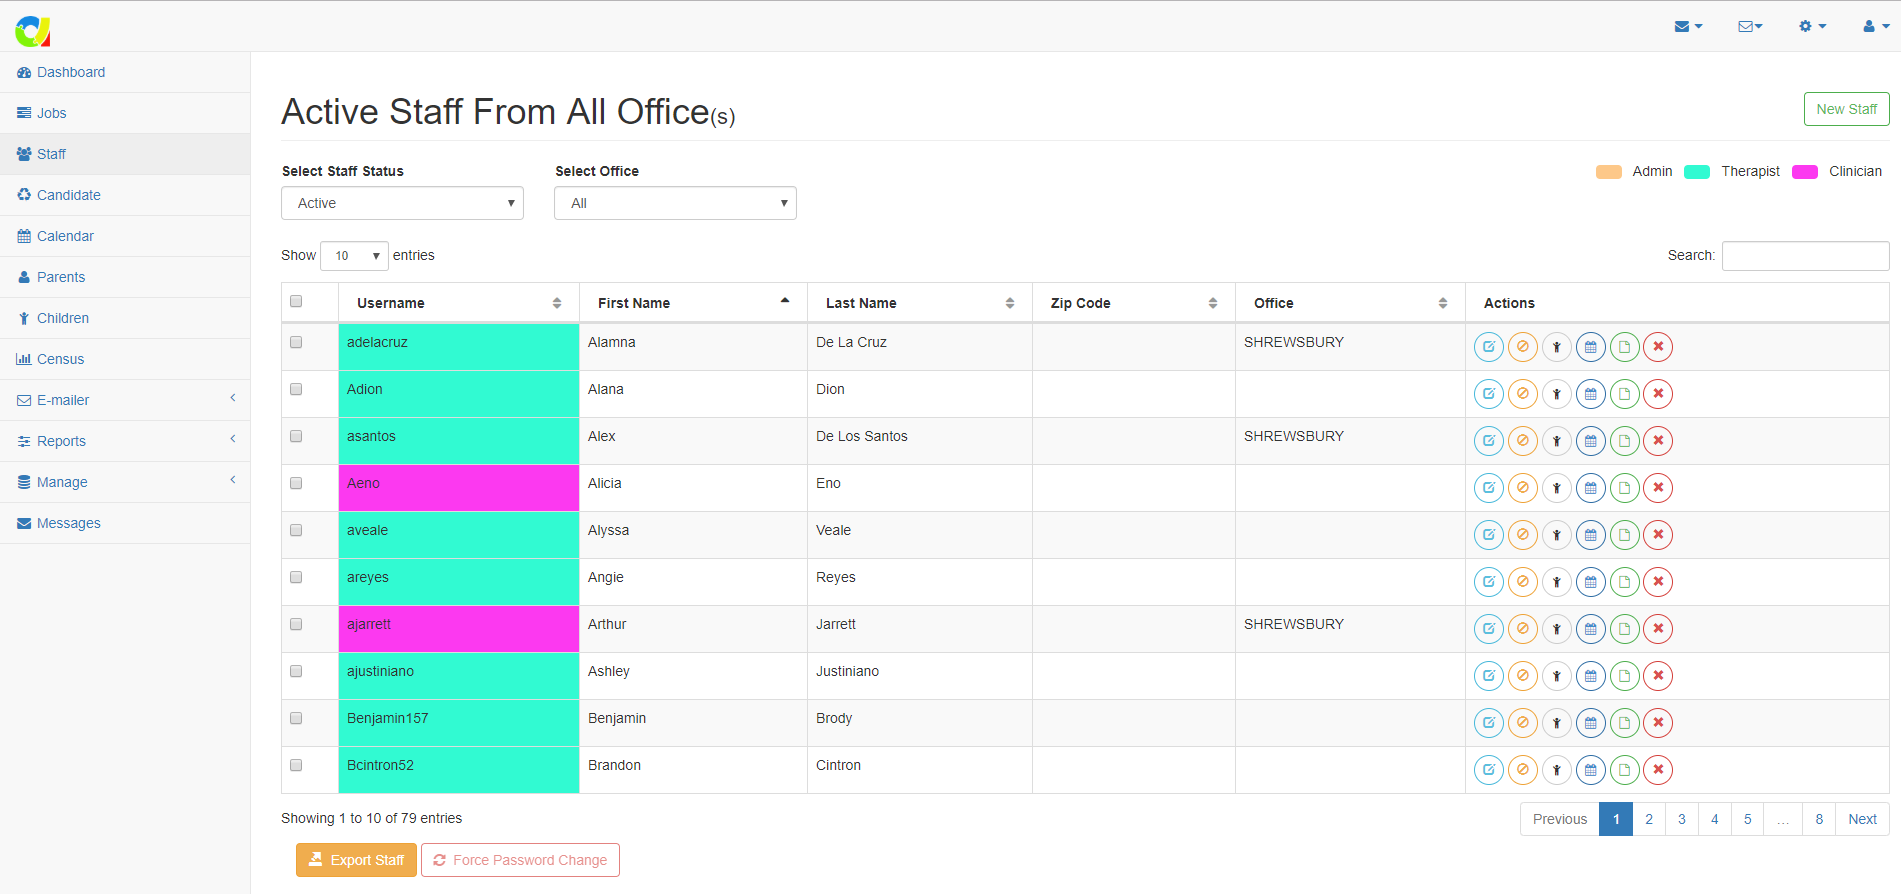 Dashboard
Jobs
Staff
Candidate
Calendar
Parents
Children
Census
E-mailer
Reports
Manage
Messages
Active Staff From All Office(s)
New Staff
Select Staff Status
Select Office
Active
All
Admin Therapist Clinician
Show 10 entries
Search:
Username First Name Last Name Zip Code Office Actions
adelacruz Alamna De La Cruz SHREWSBURY
Adion Alana Dion
asantos Alex De Los Santos SHREWSBURY
Aeno Alicia Eno
aveale Alyssa Veale
areyes Angie Reyes
ajarrett Arthur Jarrett SHREWSBURY
ajustiniano Ashley Justiniano
Benjamin157 Benjamin Brody
Bcintron52 Brandon Cintron
Showing 1 to 10 of 79 entries
Previous 1 2 3 4 5 ... 8 Next
Export Staff
Force Password Change